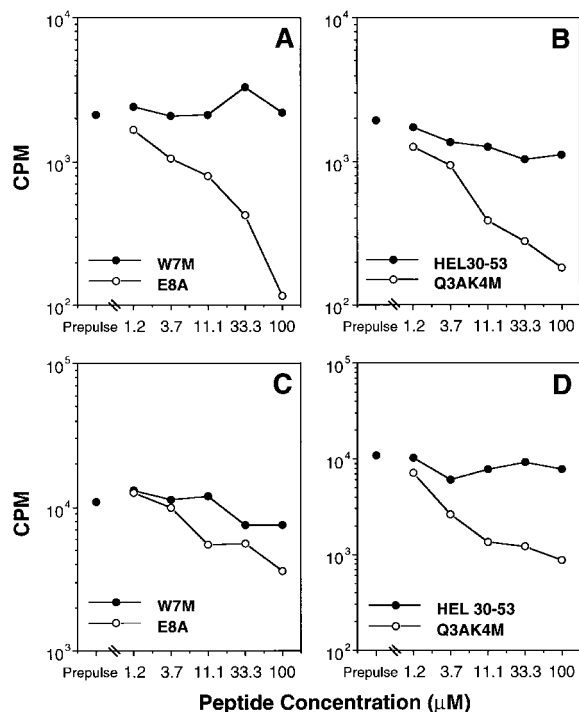 A
B
10⁴
10³
10²
CPM
W7M
E8A
Prepulse 1.2 3.7 11.1 33.3 100
10⁴
10³
10²
HEL30-53
Q3AK4M
Prepulse 1.2 3.7 11.1 33.3 100
C
D
10⁵
10⁴
10³
CPM
W7M
E8A
Prepulse 1.2 3.7 11.1 33.3 100
10⁵
10⁴
10³
10²
HEL 30-53
Q3AK4M
Prepulse 1.2 3.7 11.1 33.3 100
Peptide Concentration (µM)